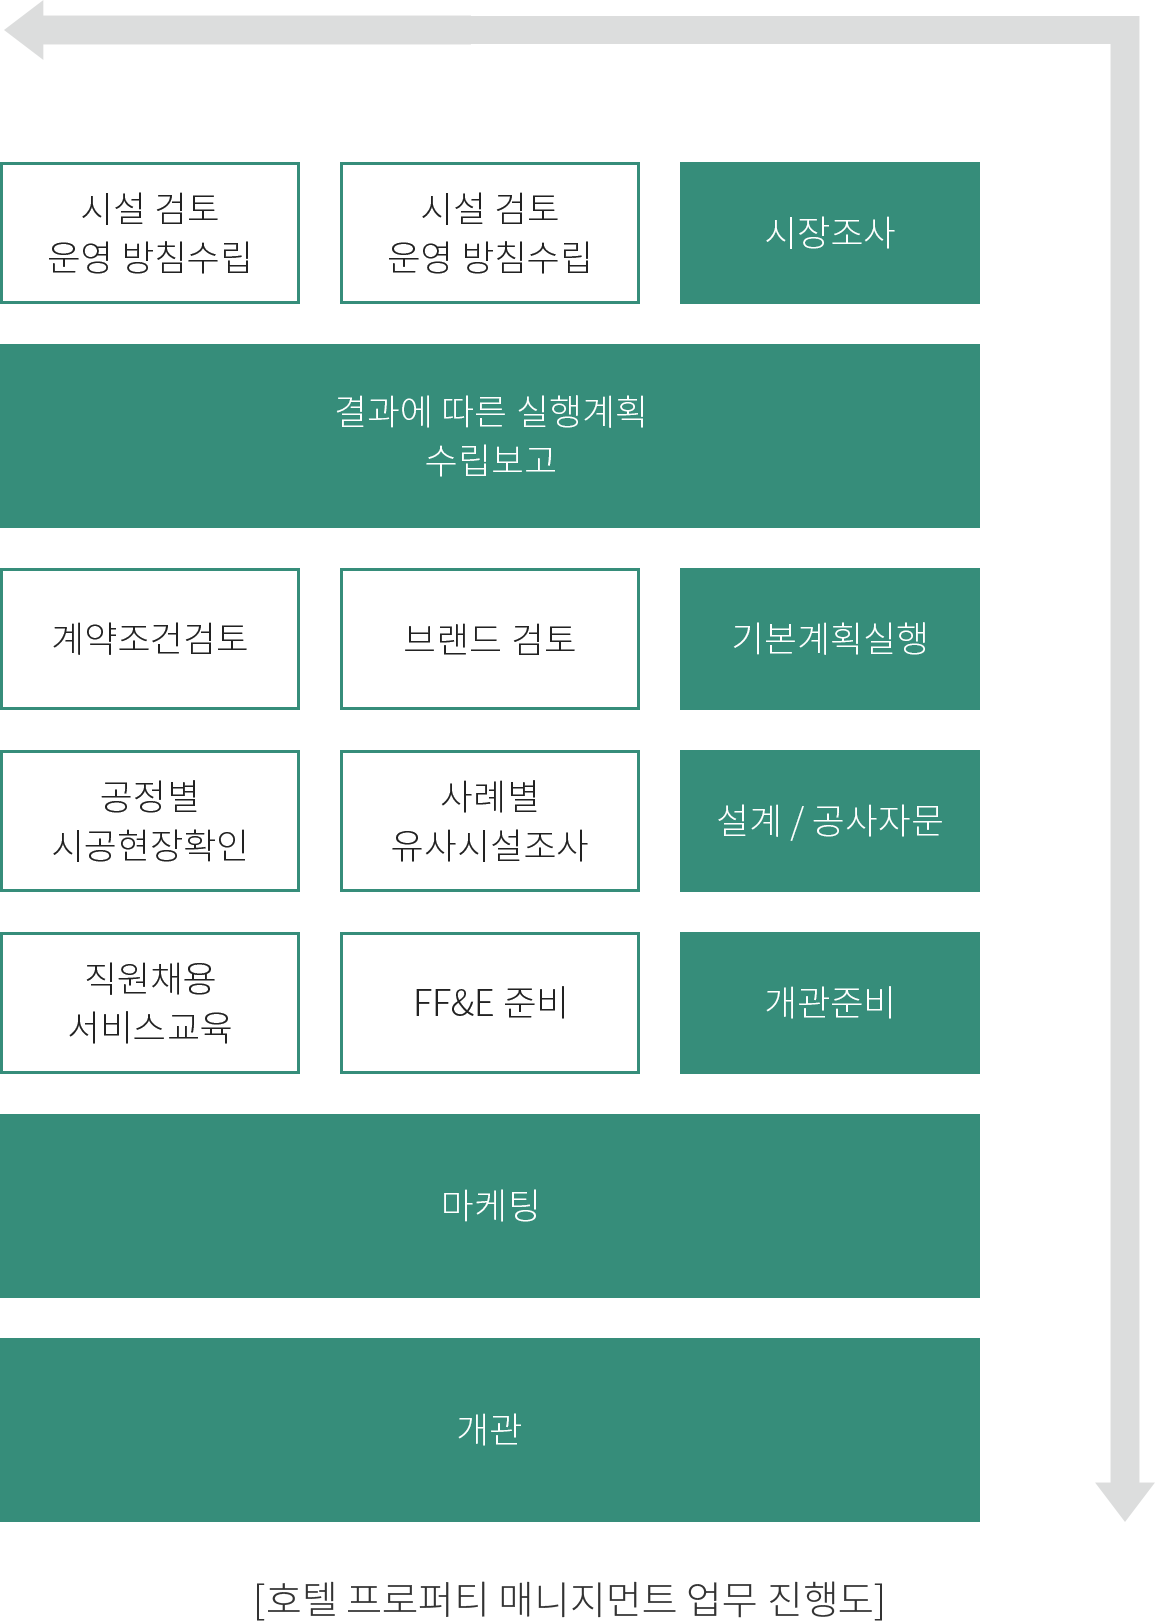 시설 검토
운영 방침수립
시설 검토
운영 방침수립
시장조사
결과에 따른 실행계획
수립보고
계약조건검토
브랜드 검토
기본계획실행
공정별
시공현장확인
사례별
유사시설조사
설계 / 공사자문
직원채용
서비스교육
FF&E 준비
개관준비
마케팅
개관
[호텔 프로퍼티 매니지먼트 업무 진행도]